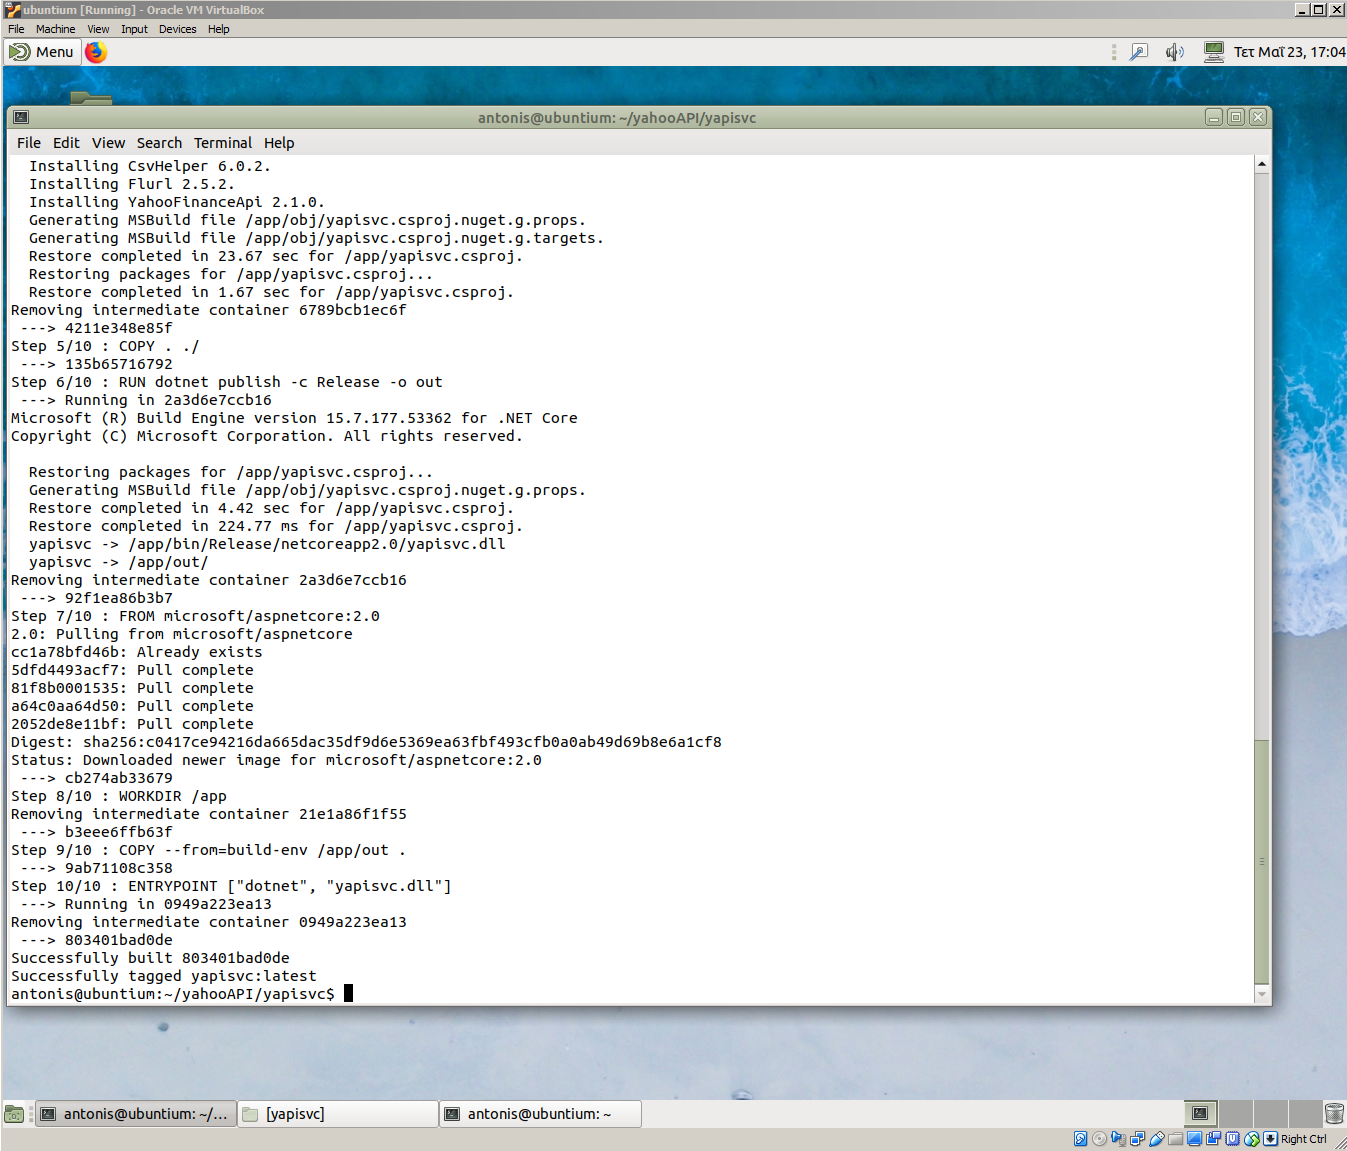 ubuntium [Running] - Oracle VM VirtualBox
File Machine View Input Devices Help
Menu Τετ Μαΐ 23, 17:04
antonis@ubuntium: ~/yahooAPI/yapisvc
File Edit View Search Terminal Help
Installing CsvHelper 6.0.2.
Installing Flurl 2.5.2.
Installing YahooFinanceApi 2.1.0.
Generating MSBuild file /app/obj/yapisvc.csproj.nuget.g.props.
Generating MSBuild file /app/obj/yapisvc.csproj.nuget.g.targets.
Restore completed in 23.67 sec for /app/yapisvc.csproj.
Restoring packages for /app/yapisvc.csproj...
Restore completed in 1.67 sec for /app/yapisvc.csproj.
Removing intermediate container 6789bcb1ec6f
---> 4211e348e85f
Step 5/10 : COPY . ./
---> 135b65716792
Step 6/10 : RUN dotnet publish -c Release -o out
---> Running in 2a3d6e7ccb16
Microsoft (R) Build Engine version 15.7.177.53362 for .NET Core
Copyright (C) Microsoft Corporation. All rights reserved.
Restoring packages for /app/yapisvc.csproj...
Generating MSBuild file /app/obj/yapisvc.csproj.nuget.g.props.
Restore completed in 4.42 sec for /app/yapisvc.csproj.
Restore completed in 224.77 ms for /app/yapisvc.csproj.
yapisvc -> /app/bin/Release/netcoreapp2.0/yapisvc.dll
yapisvc -> /app/out/
Removing intermediate container 2a3d6e7ccb16
---> 92f1ea86b3b7
Step 7/10 : FROM microsoft/aspnetcore:2.0
2.0: Pulling from microsoft/aspnetcore
cc1a78bfd46b: Already exists
5dfd4493acf7: Pull complete
81f8b0001535: Pull complete
a64c0aa64d50: Pull complete
2052de8e11bf: Pull complete
Digest: sha256:c0417ce94216da665dac35df9d6e5369ea63fbf493cfb0a0ab49d69b8e6a1cf8
Status: Downloaded newer image for microsoft/aspnetcore:2.0
---> cb274ab33679
Step 8/10 : WORKDIR /app
Removing intermediate container 21e1a86f1f55
---> b3eee6ffb63f
Step 9/10 : COPY --from=build-env /app/out .
---> 9ab71108c358
Step 10/10 : ENTRYPOINT ["dotnet", "yapisvc.dll"]
---> Running in 0949a223ea13
Removing intermediate container 0949a223ea13
---> 803401bad0de
Successfully built 803401bad0de
Successfully tagged yapisvc:latest
antonis@ubuntium:~/yahooAPI/yapisvc$
antonis@ubuntium: ~/... [yapisvc] antonis@ubuntium: ~
Right Ctrl